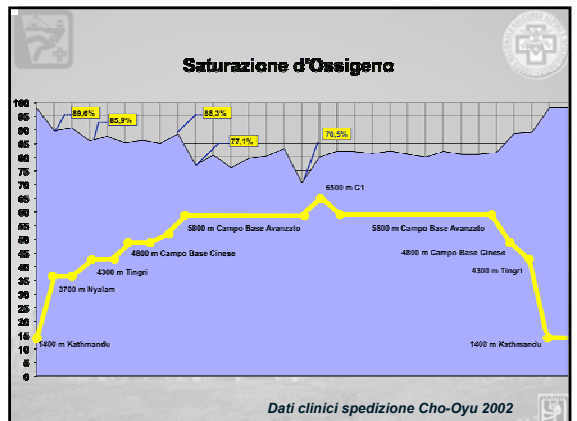 Saturazione d'Ossigeno
100
95
90
85
80
75
70
65
60
55
50
45
40
35
30
25
20
15
10
5
0
89,6%
85,9%
88,3%
77,1%
70,5%
6500 m C1
5800 m Campo Base Avanzato
5800 m Campo Base Avanzato
4800 m Campo Base Cinese
4800 m Campo Base Cinese
4300 m Tingri
4300 m Tingri
3700 m Nyalam
1400 m Kathmandu
1400 m Kathmandu
Dati clinici spedizione Cho-Oyu 2002